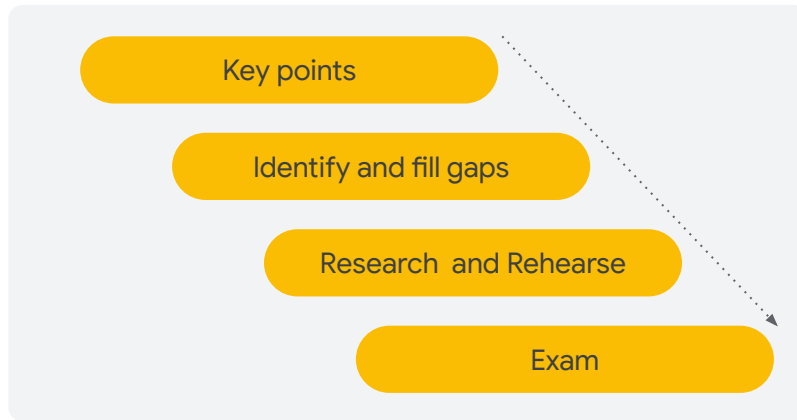 Key points
Identify and fill gaps
Research  and Rehearse
Exam